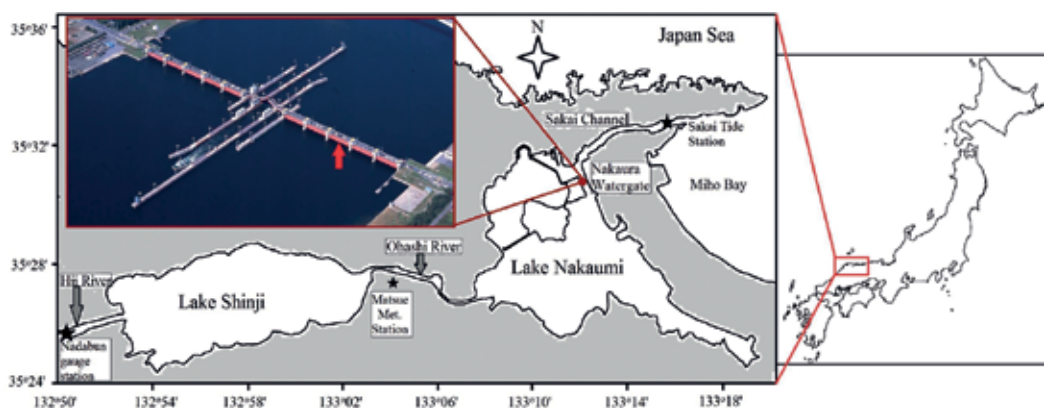 35°36'
N
Japan Sea
Sakai Channel
Sakai Tide
Station
35°32'
Nakaura
Watergate
Miho Bay
Ohashi River
35°28'
Hii River
Lake Shinji
Lake Nakaumi
Matsue
Met.
Station
Nadabun
gauge
station
35°24'
132°50'
132°54'
132°58'
133°02'
133°06'
133°10'
133°14'
133°18'